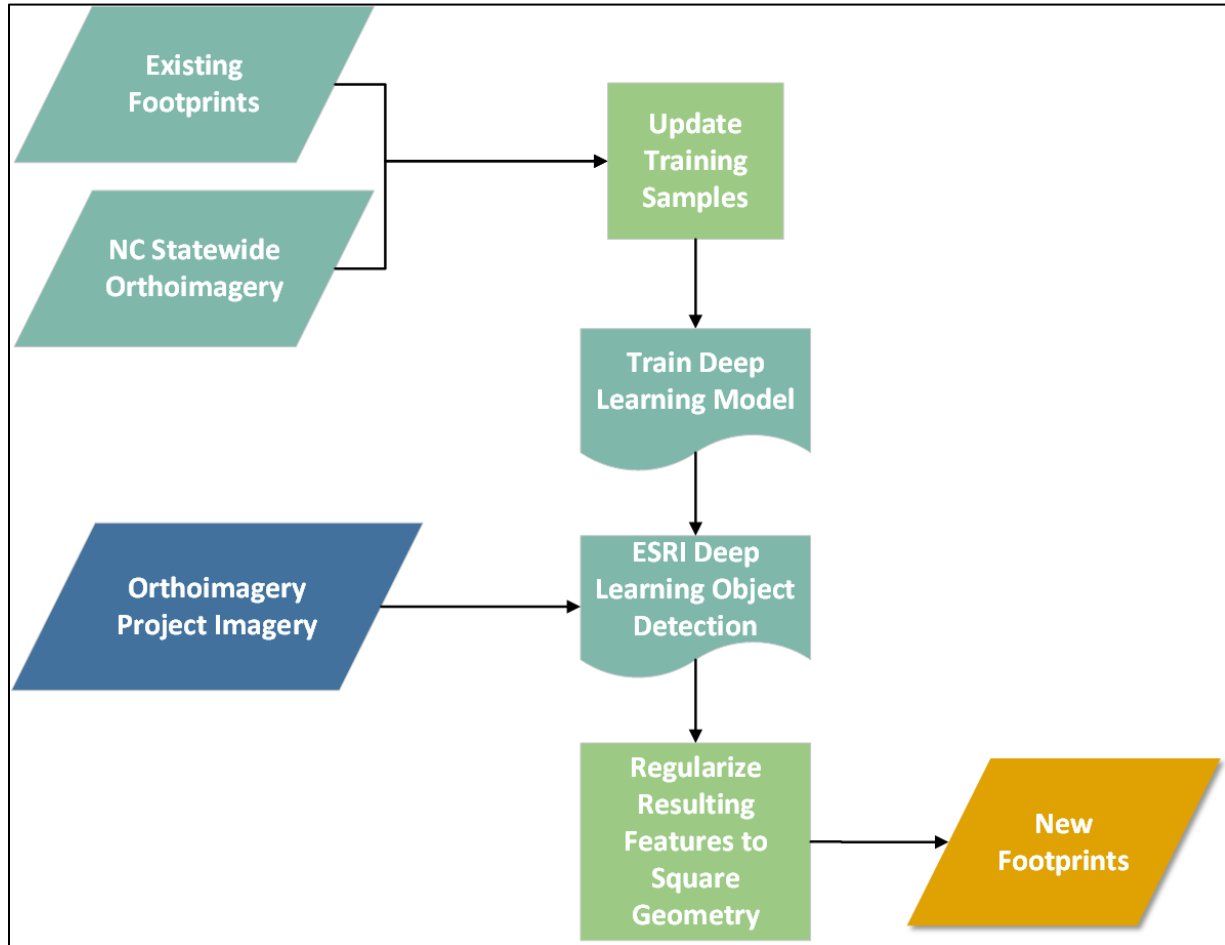 Existing
Footprints
Update
Training
Samples
NC Statewide
Orthoimagery
Train Deep
Learning Model
Orthoimagery
Project Imagery
ESRI Deep
Learning Object
Detection
Regularize
Resulting
Features to
Square
Geometry
New
Footprints